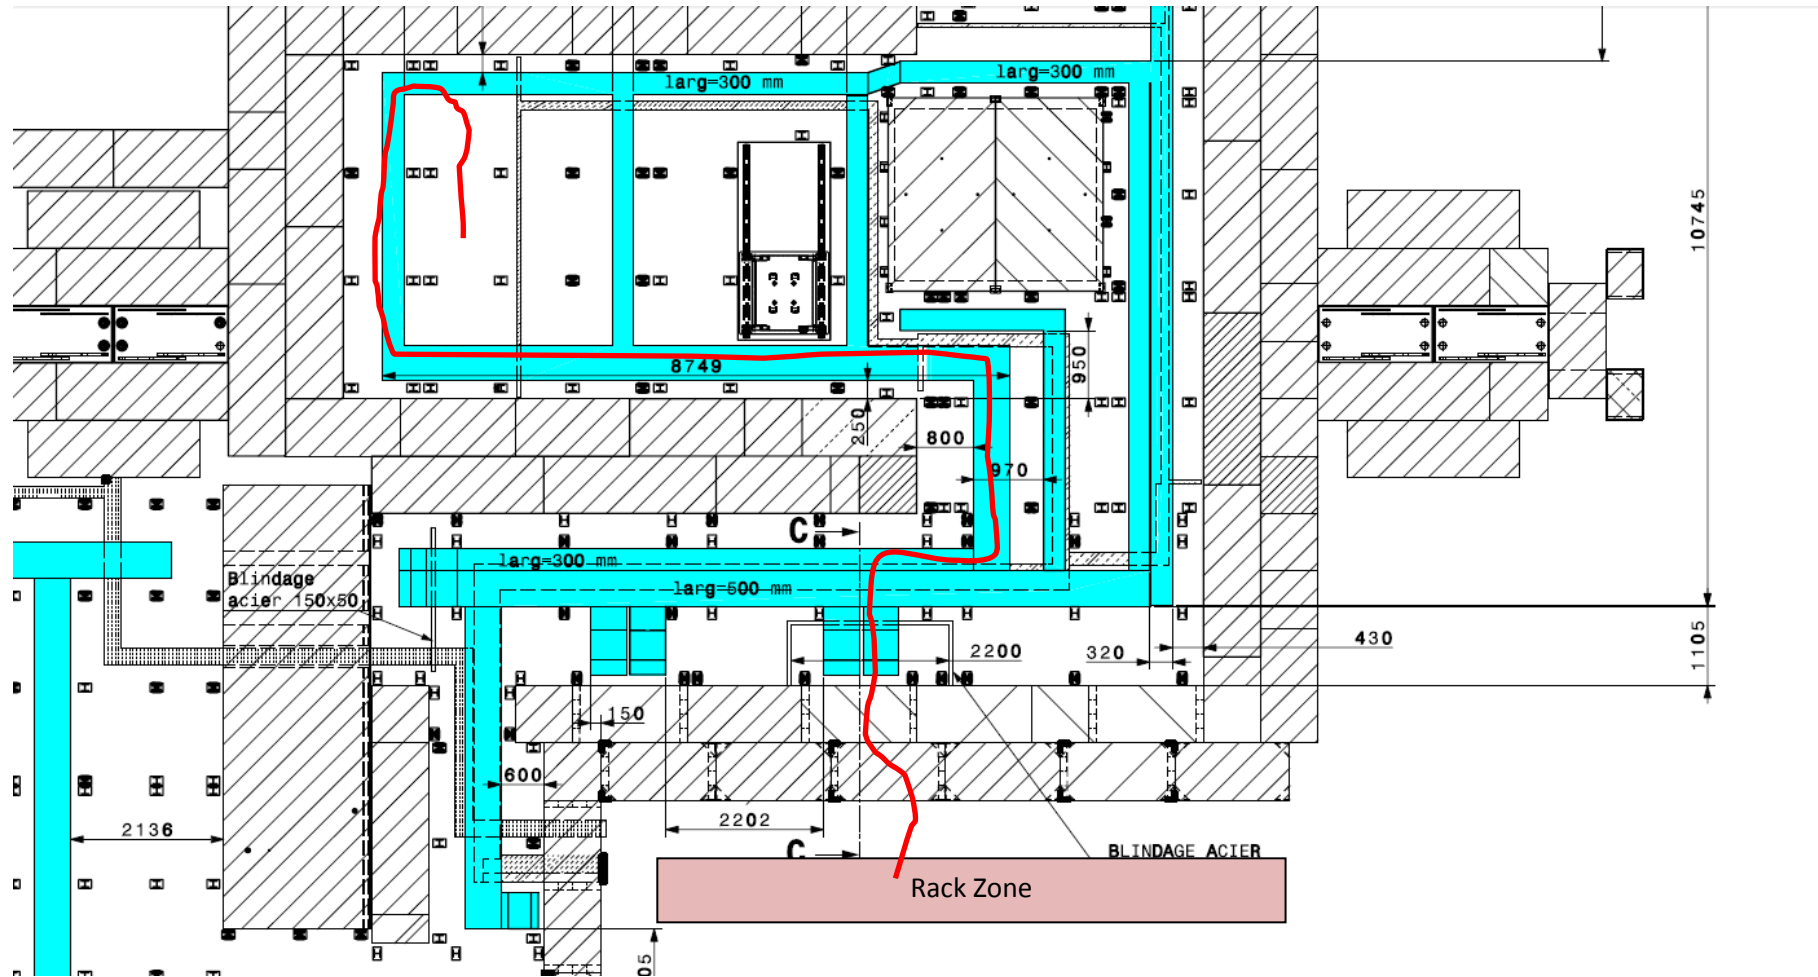 larg=300 mm
larg=300 mm
10745
8749
950
250
800
970
C
larg=300 mm
Blindage
acier 150x50
larg=500 mm
2200
320
430
1105
150
600
2202
2136
C
BLINDAGE ACIER
Rack Zone
05